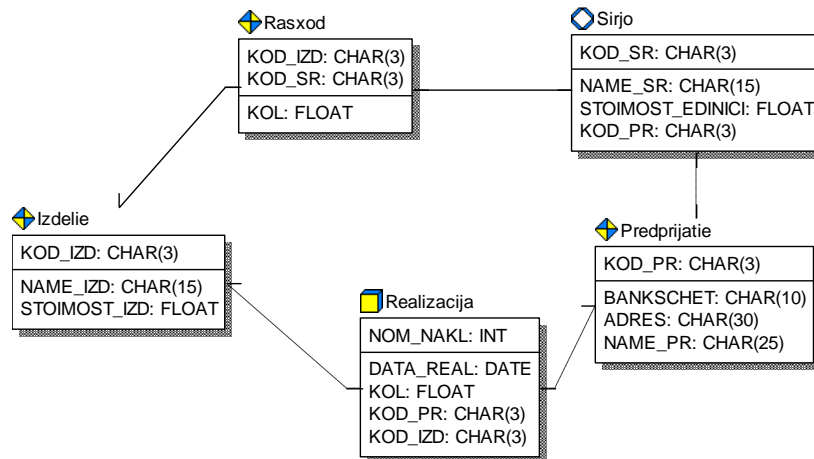 Rasxod
KOD_IZD: CHAR(3)
KOD_SR: CHAR(3)
KOL: FLOAT
Sirjo
KOD_SR: CHAR(3)
NAME_SR: CHAR(15)
STOIMOST_EDINICI: FLOAT
KOD_PR: CHAR(3)
Izdelie
KOD_IZD: CHAR(3)
NAME_IZD: CHAR(15)
STOIMOST_IZD: FLOAT
Realizacija
NOM_NAKL: INT
DATA_REAL: DATE
KOL: FLOAT
KOD_PR: CHAR(3)
KOD_IZD: CHAR(3)
Predprijatie
KOD_PR: CHAR(3)
BANKSCHET: CHAR(10)
ADRES: CHAR(30)
NAME_PR: CHAR(25)